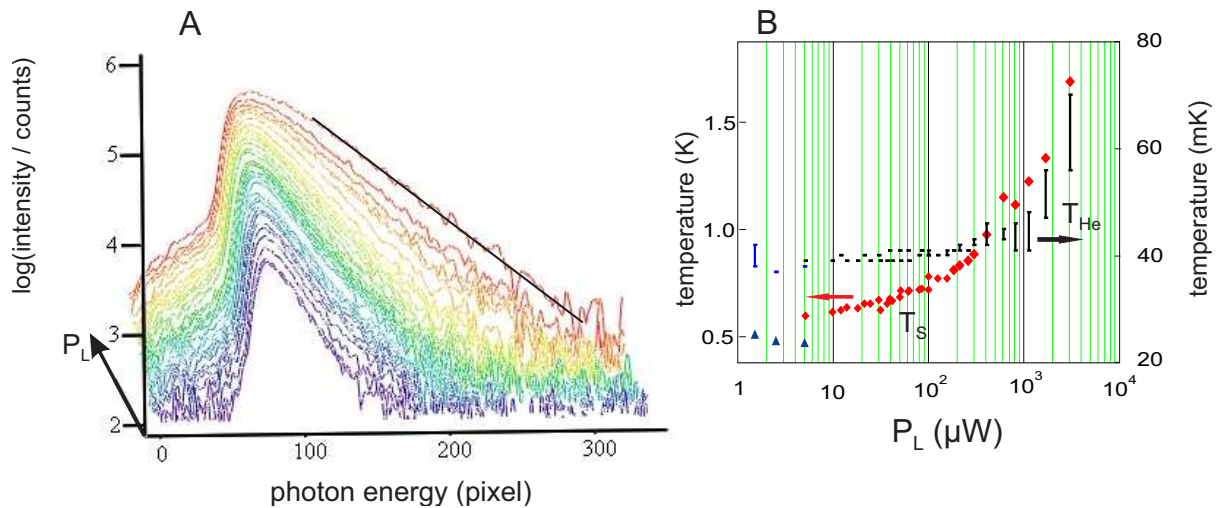 A
log(intensity / counts)
6
5
4
3
2
P_L
0
100
200
300
photon energy (pixel)
B
temperature (K)
1.5
1.0
0.5
80
60
40
20
temperature (mK)
T_He
T_S
1
10
10^2
10^3
10^4
P_L (µW)